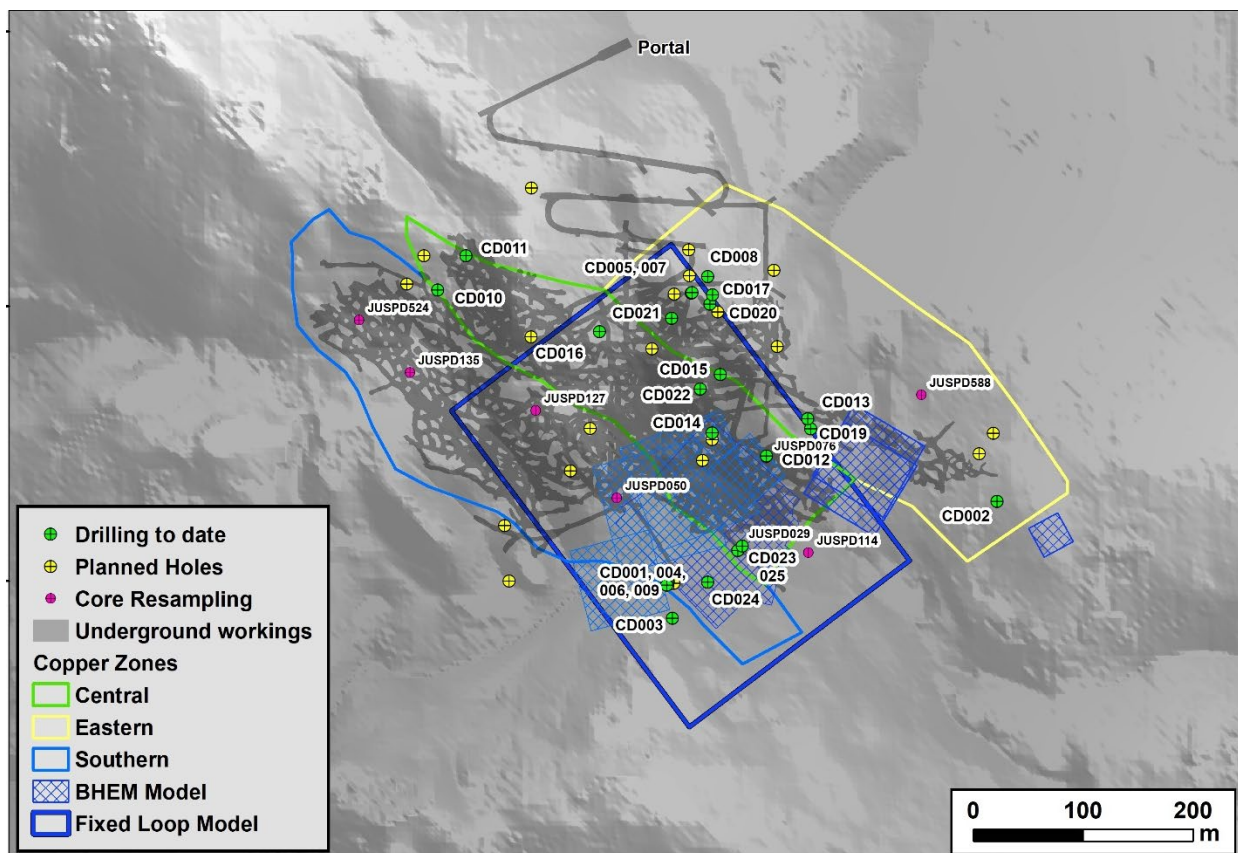 Portal
CD011
CD008
CD005, 007
CD010
CD017
JUSPD524
CD021
CD020
CD016
JUSPD135
CD015
JUSPD588
JUSPD127
CD022
CD013
CD014
CD019
JUSPD076
CD012
JUSPD050
CD002
JUSPD029
JUSPD114
CD023
CD001, 004,
025
006, 009
CD024
CD003
Drilling to date
Planned Holes
Core Resampling
Underground workings
Copper Zones
Central
Eastern
Southern
BHEM Model
Fixed Loop Model
0 100 200
m